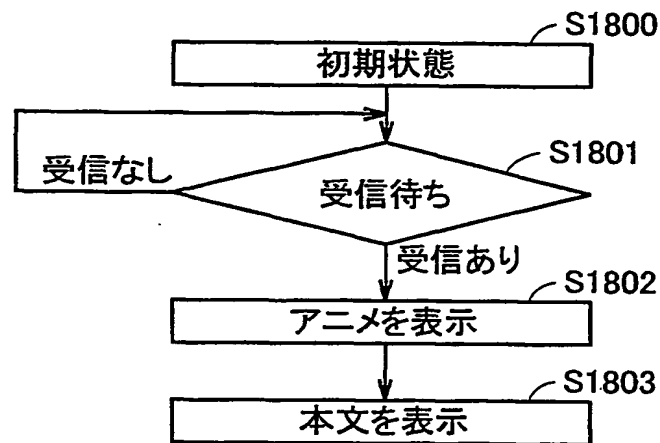 S1800
初期状態
S1801
受信なし
受信待ち
受信あり
S1802
アニメを表示
S1803
本文を表示